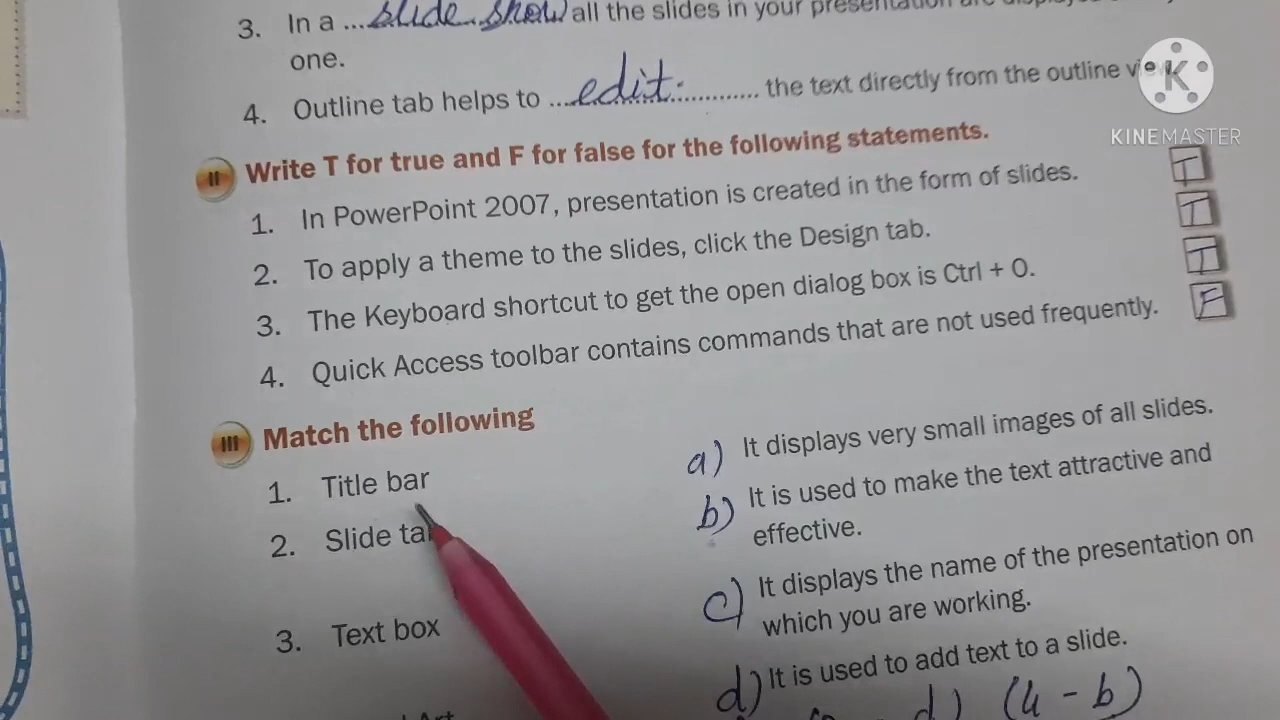 3. In a ...slide show all the slides in your presentation are displayed
one.
4. Outline tab helps to ...edit............ the text directly from the outline
KINEMASTER
II Write T for true and F for false for the following statements.
1. In PowerPoint 2007, presentation is created in the form of slides. T
2. To apply a theme to the slides, click the Design tab. T
3. The Keyboard shortcut to get the open dialog box is Ctrl + O. T
4. Quick Access toolbar contains commands that are not used frequently. F
III Match the following
1. Title bar a) It displays very small images of all slides.
2. Slide b) It is used to make the text attractive and
effective.
c) It displays the name of the presentation on
3. Text box which you are working.
d) It is used to add text to a slide.
d) (4 - b)